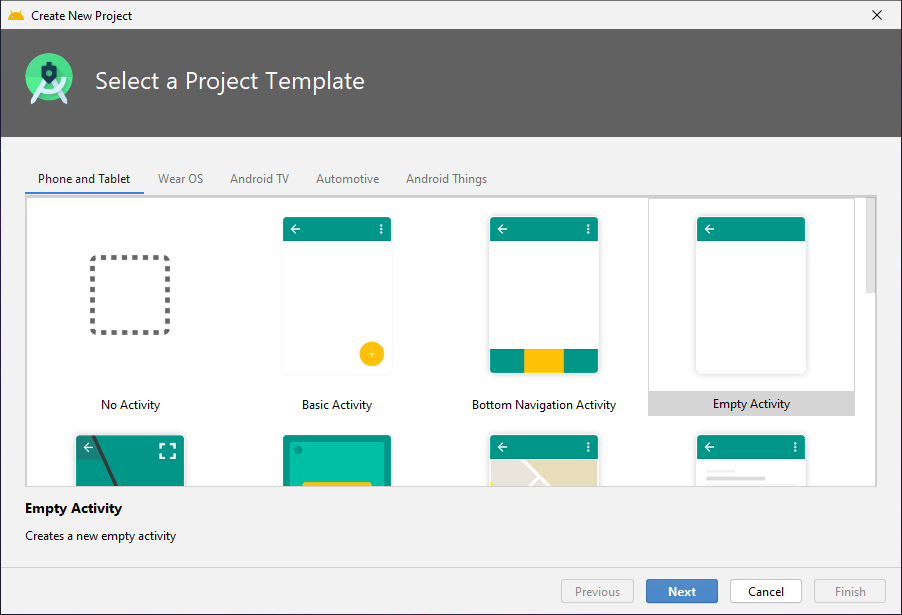 Create New Project
Select a Project Template
Phone and Tablet
Wear OS
Android TV
Automotive
Android Things
No Activity
Basic Activity
Bottom Navigation Activity
Empty Activity
Empty Activity
Creates a new empty activity
Previous
Next
Cancel
Finish